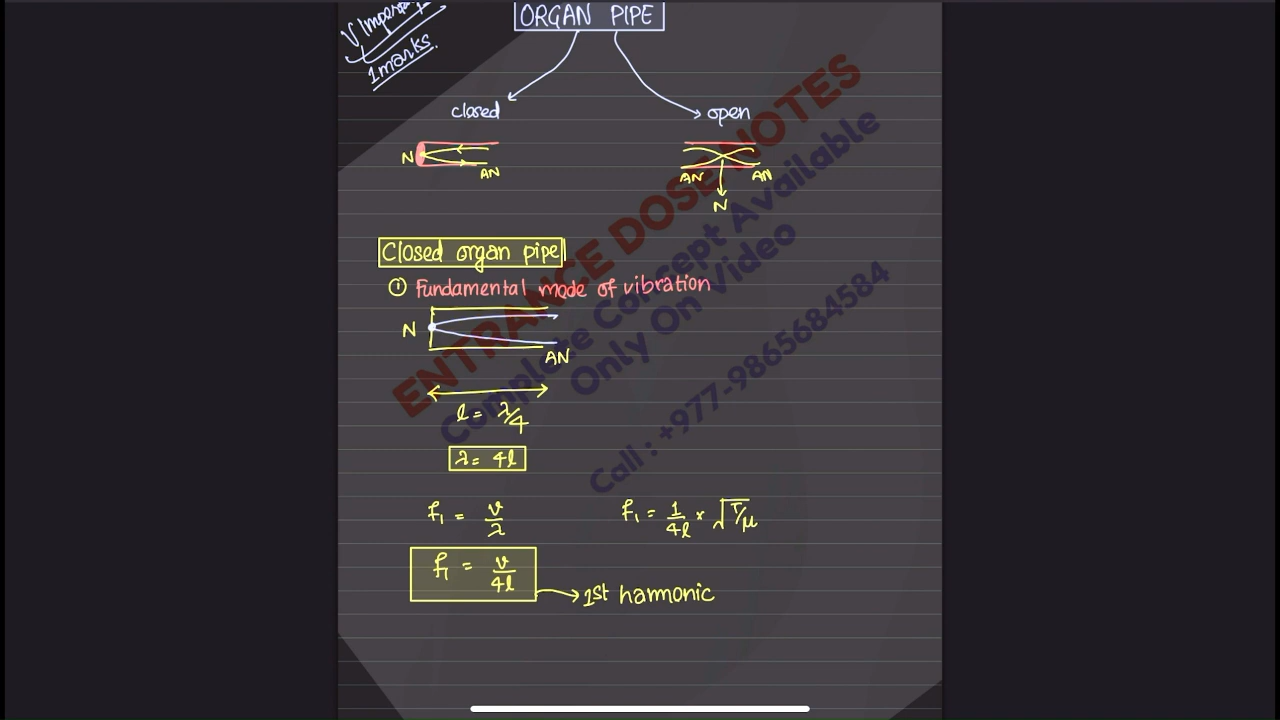 V Important
1marks.
ORGAN PIPE
closed
open
N
AN
AN
AN
N
Closed organ pipe
① Fundamental mode of vibration
N
AN
l = λ/4
λ = 4l
f₁ = v/λ
f₁ = 1/4l × √T/μ
f₁ = v/4l
→ 1st harmonic
ENTRANCE DOSE NOTES
Complete Concept Available
Only On Video
Call : +977-9865684584